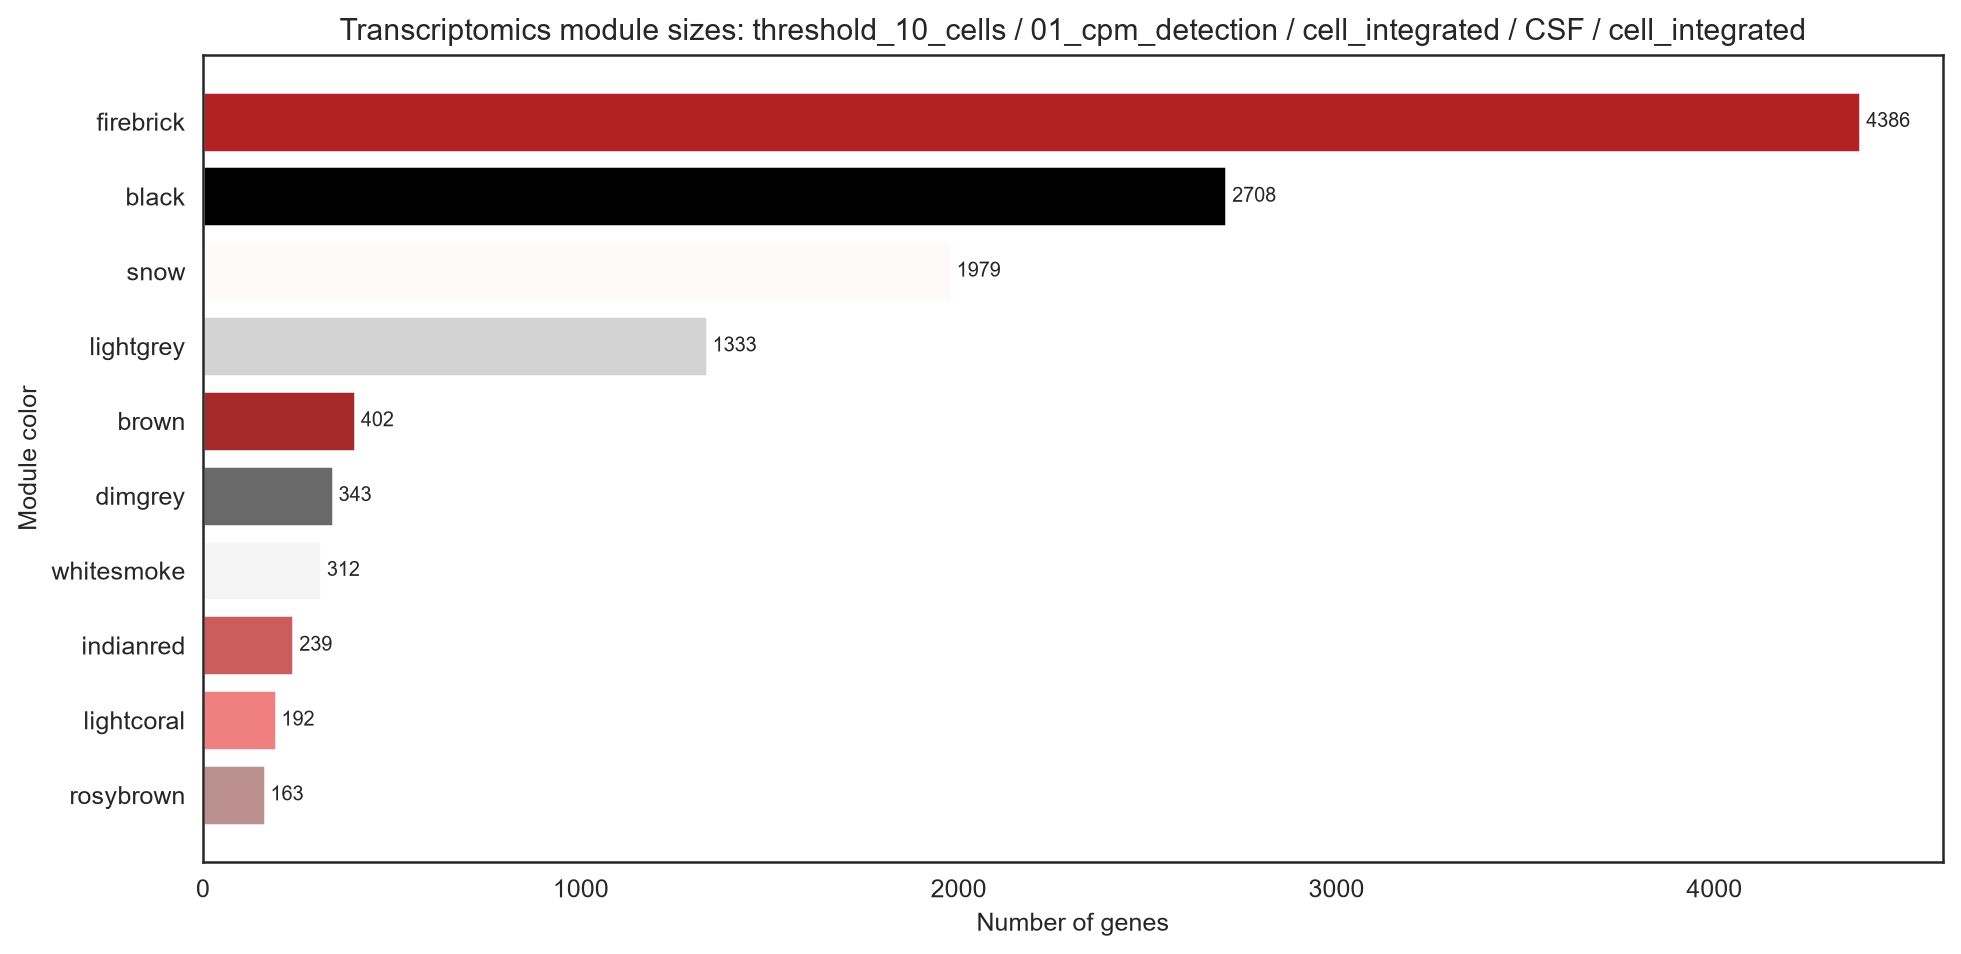 Transcriptomics module sizes: threshold_10_cells / 01_cpm_detection / cell_integrated / CSF / cell_integrated
firebrick 4386
black 2708
snow 1979
lightgrey 1333
brown 402
dimgrey 343
whitesmoke 312
indianred 239
lightcoral 192
rosybrown 163
Module color
0 1000 2000 3000 4000
Number of genes